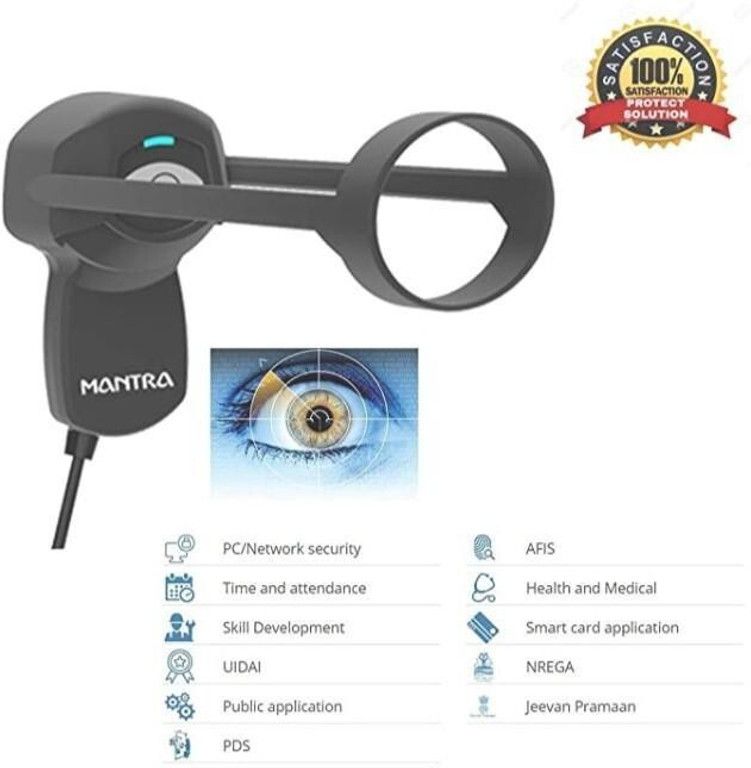 SATISFACTION
100%
SATISFACTION
PROTECT
SOLUTION
MANTRA
PC/Network security
AFIS
Time and attendance
Health and Medical
Skill Development
Smart card application
UIDAI
NREGA
Public application
Jeevan Pramaan
PDS